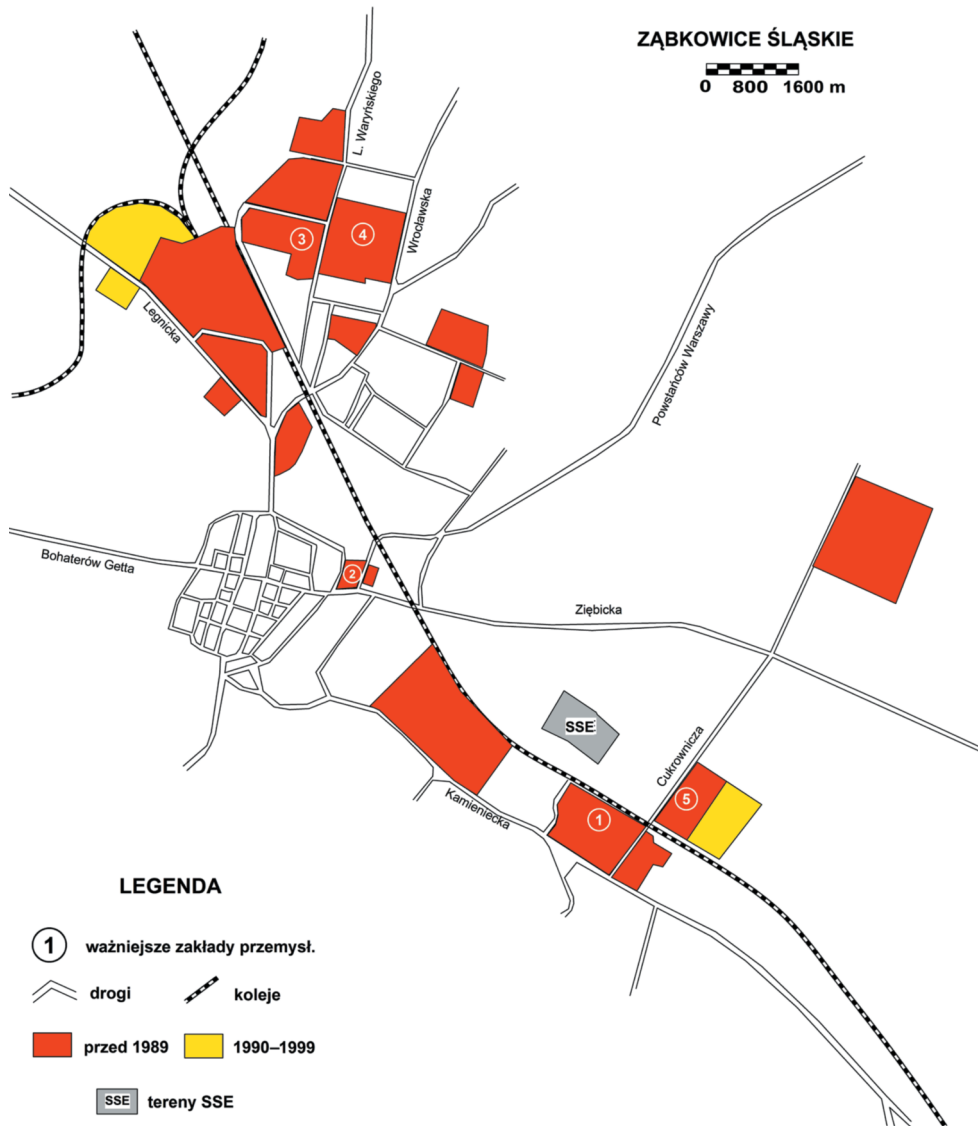 ZĄBKOWICE ŚLĄSKIE
0 800 1600 m
L. Waryńskiego
Wrocławska
3
4
Legnicka
Powstańców Warszawy
Bohaterów Getta
2
Ziębicka
SSE
Cukrownicza
5
Kamieniecka
1
LEGENDA
1 ważniejsze zakłady przemysł.
drogi koleje
przed 1989 1990–1999
SSE tereny SSE